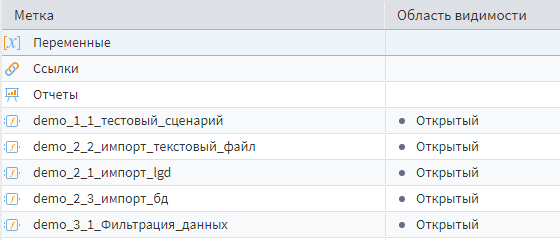 Метка Область видимости
Переменные
Ссылки
Отчеты
demo_1_1_тестовый_сценарий Открытый
demo_2_2_импорт_текстовый_файл Открытый
demo_2_1_импорт_lgd Открытый
demo_2_3_импорт_бд Открытый
demo_3_1_Фильтрация_данных Открытый